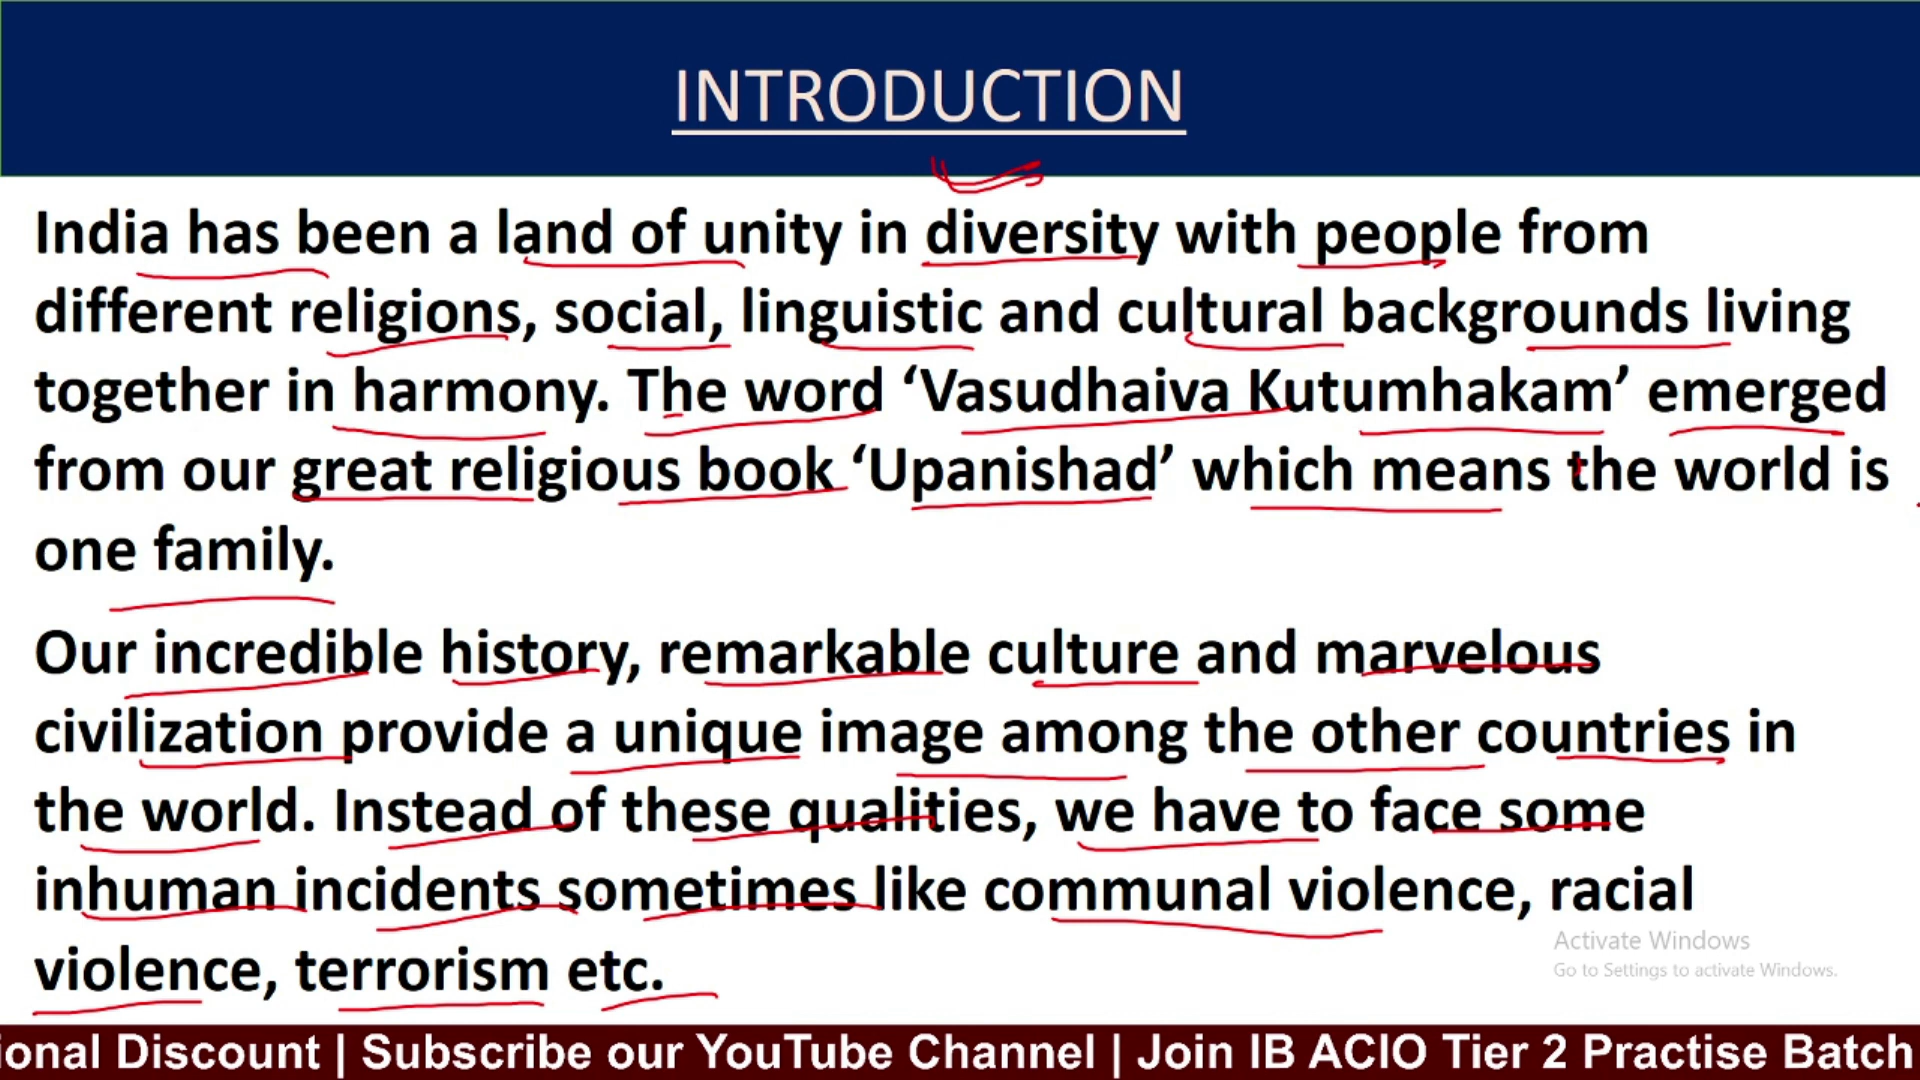 INTRODUCTION
India has been a land of unity in diversity with people from
different religions, social, linguistic and cultural backgrounds living
together in harmony. The word ‘Vasudhaiva Kutumhakam’ emerged
from our great religious book ‘Upanishad’ which means the world is
one family.
Our incredible history, remarkable culture and marvelous
civilization provide a unique image among the other countries in
the world. Instead of these qualities, we have to face some
inhuman incidents sometimes like communal violence, racial
violence, terrorism etc.
Activate Windows
Go to Settings to activate Windows.
ional Discount | Subscribe our YouTube Channel | Join IB ACIO Tier 2 Practise Batch